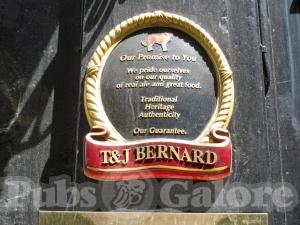 Our Promise to You
We pride ourselves
on our quality
of real ale and great food.
Traditional
Heritage
Authenticity
Our Guarantee.
T&J BERNARD
Pubs Galore